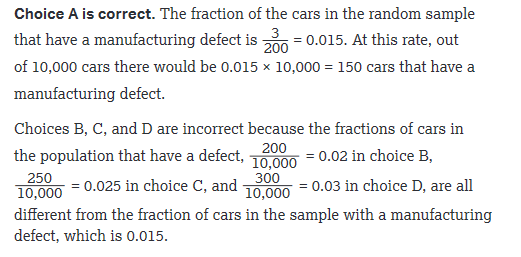 Choice A is correct. The fraction of the cars in the random sample
that have a manufacturing defect is 3/200 = 0.015. At this rate, out
of 10,000 cars there would be 0.015 × 10,000 = 150 cars that have a
manufacturing defect.
Choices B, C, and D are incorrect because the fractions of cars in
the population that have a defect, 200/10,000 = 0.02 in choice B,
250/10,000 = 0.025 in choice C, and 300/10,000 = 0.03 in choice D, are all
different from the fraction of cars in the sample with a manufacturing
defect, which is 0.015.